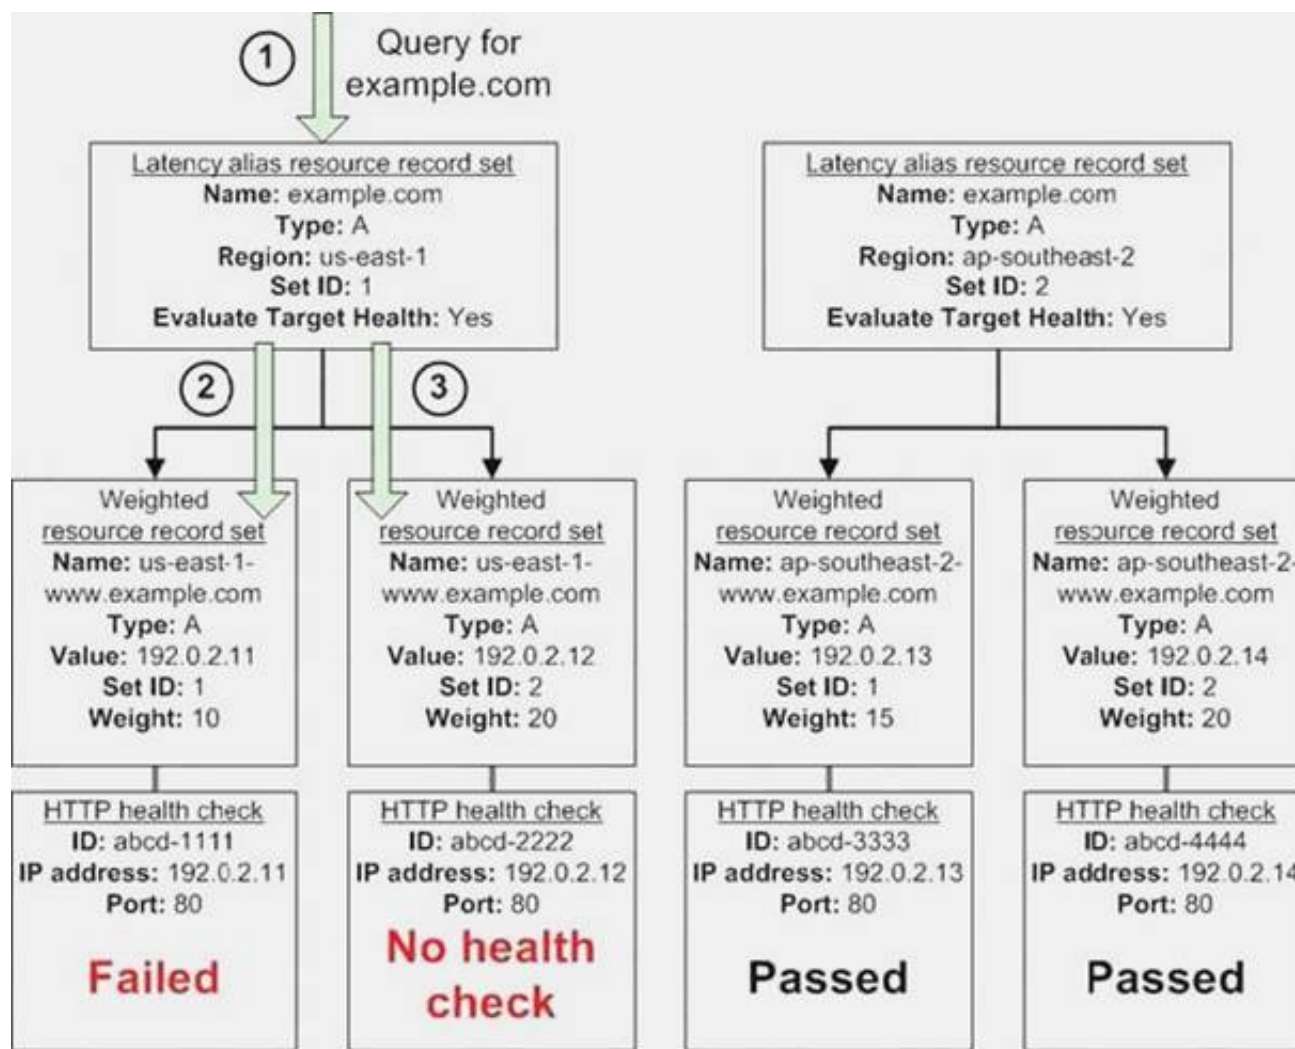 1
Query for
example.com
Latency alias resource record set
Name: example.com
Type: A
Region: us-east-1
Set ID: 1
Evaluate Target Health: Yes
Latency alias resource record set
Name: example.com
Type: A
Region: ap-southeast-2
Set ID: 2
Evaluate Target Health: Yes
2
3
Weighted
resource record set
Name: us-east-1-
www.example.com
Type: A
Value: 192.0.2.11
Set ID: 1
Weight: 10
Weighted
resource record set
Name: us-east-1-
www.example.com
Type: A
Value: 192.0.2.12
Set ID: 2
Weight: 20
Weighted
resource record set
Name: ap-southeast-2-
www.example.com
Type: A
Value: 192.0.2.13
Set ID: 1
Weight: 15
Weighted
resource record set
Name: ap-southeast-2-
www.example.com
Type: A
Value: 192.0.2.14
Set ID: 2
Weight: 20
HTTP health check
ID: abcd-1111
IP address: 192.0.2.11
Port: 80
Failed
HTTP health check
ID: abcd-2222
IP address: 192.0.2.12
Port: 80
No health
check
HTTP health check
ID: abcd-3333
IP address: 192.0.2.13
Port: 80
Passed
HTTP health check
ID: abcd-4444
IP address: 192.0.2.14
Port: 80
Passed